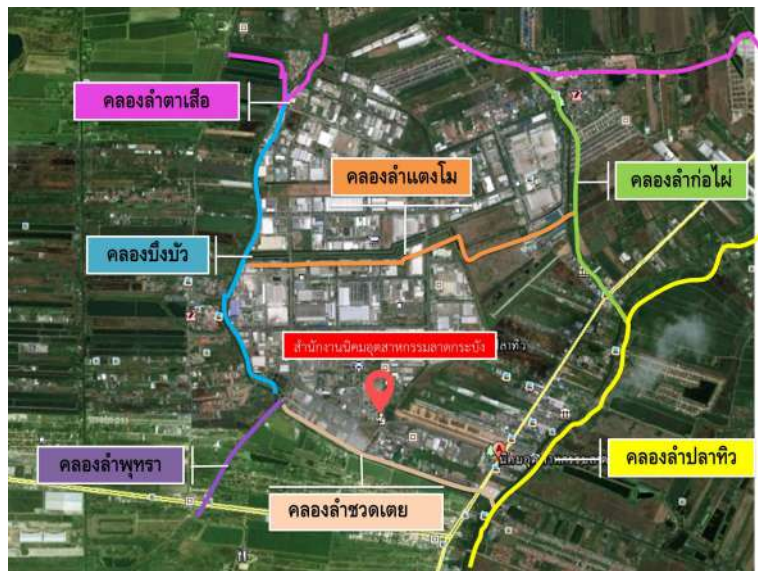 คลองลำตาเสือ
คลองลำแตงโม
คลองลำก่อไผ่
คลองบึงบัว
สำนักงานนิคมอุตสาหกรรมลาดกระบัง
A
คลองลำพุทรา
คลองลำปลาทิว
คลองลำชวดเตย